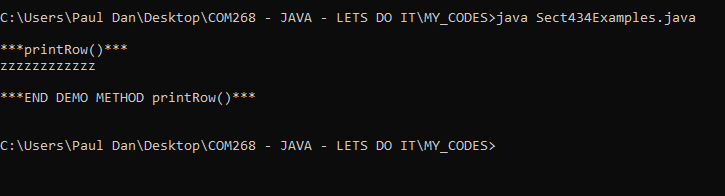 C:\Users\Paul Dan\Desktop\COM268 - JAVA - LETS DO IT\MY_CODES>java Sect434Examples.java
***printRow()***
zzzzzzzzzzzz
***END DEMO METHOD printRow()***
C:\Users\Paul Dan\Desktop\COM268 - JAVA - LETS DO IT\MY_CODES>